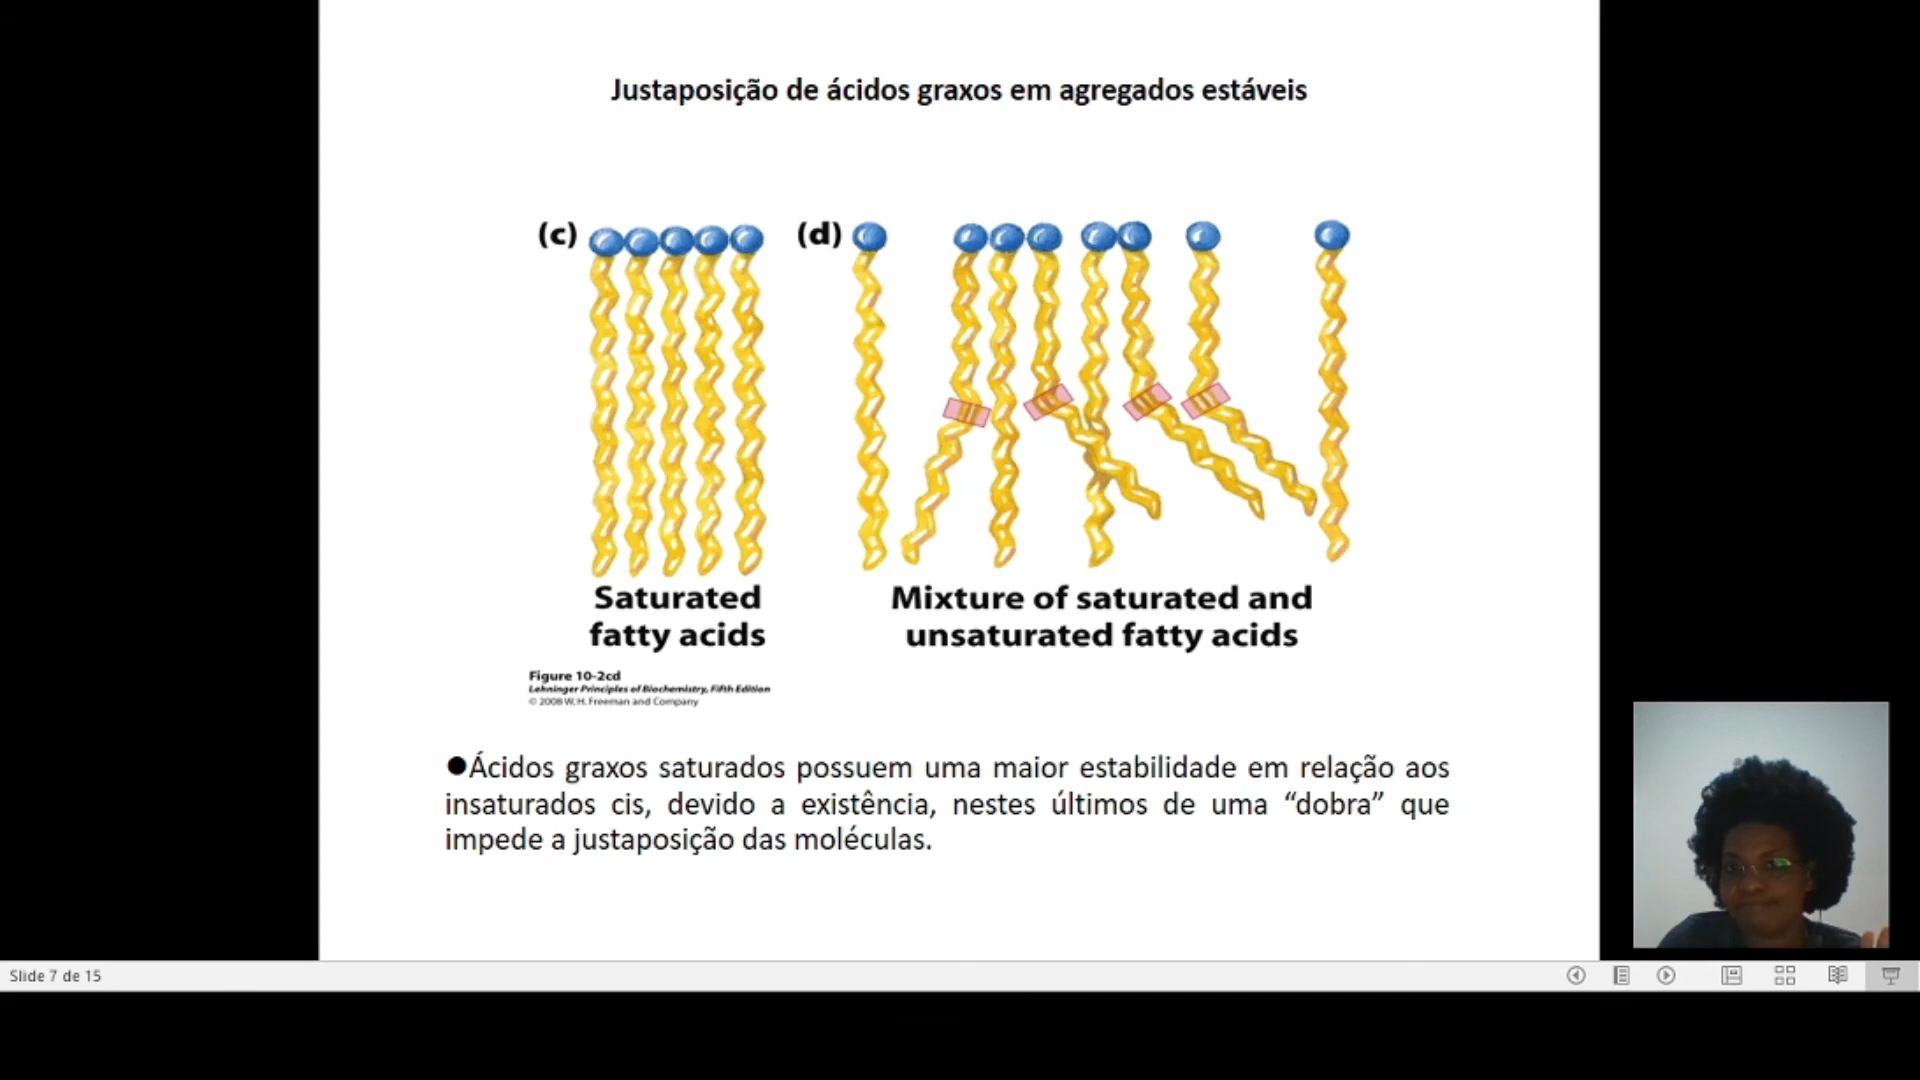 Justaposição de ácidos graxos em agregados estáveis
(c)
(d)
Saturated
fatty acids
Mixture of saturated and
unsaturated fatty acids
Figure 10-2cd
Lehninger Principles of Biochemistry, Fifth Edition
© 2008 W. H. Freeman and Company
●Ácidos graxos saturados possuem uma maior estabilidade em relação aos
insaturados cis, devido a existência, nestes últimos de uma “dobra” que
impede a justaposição das moléculas.
Slide 7 de 15